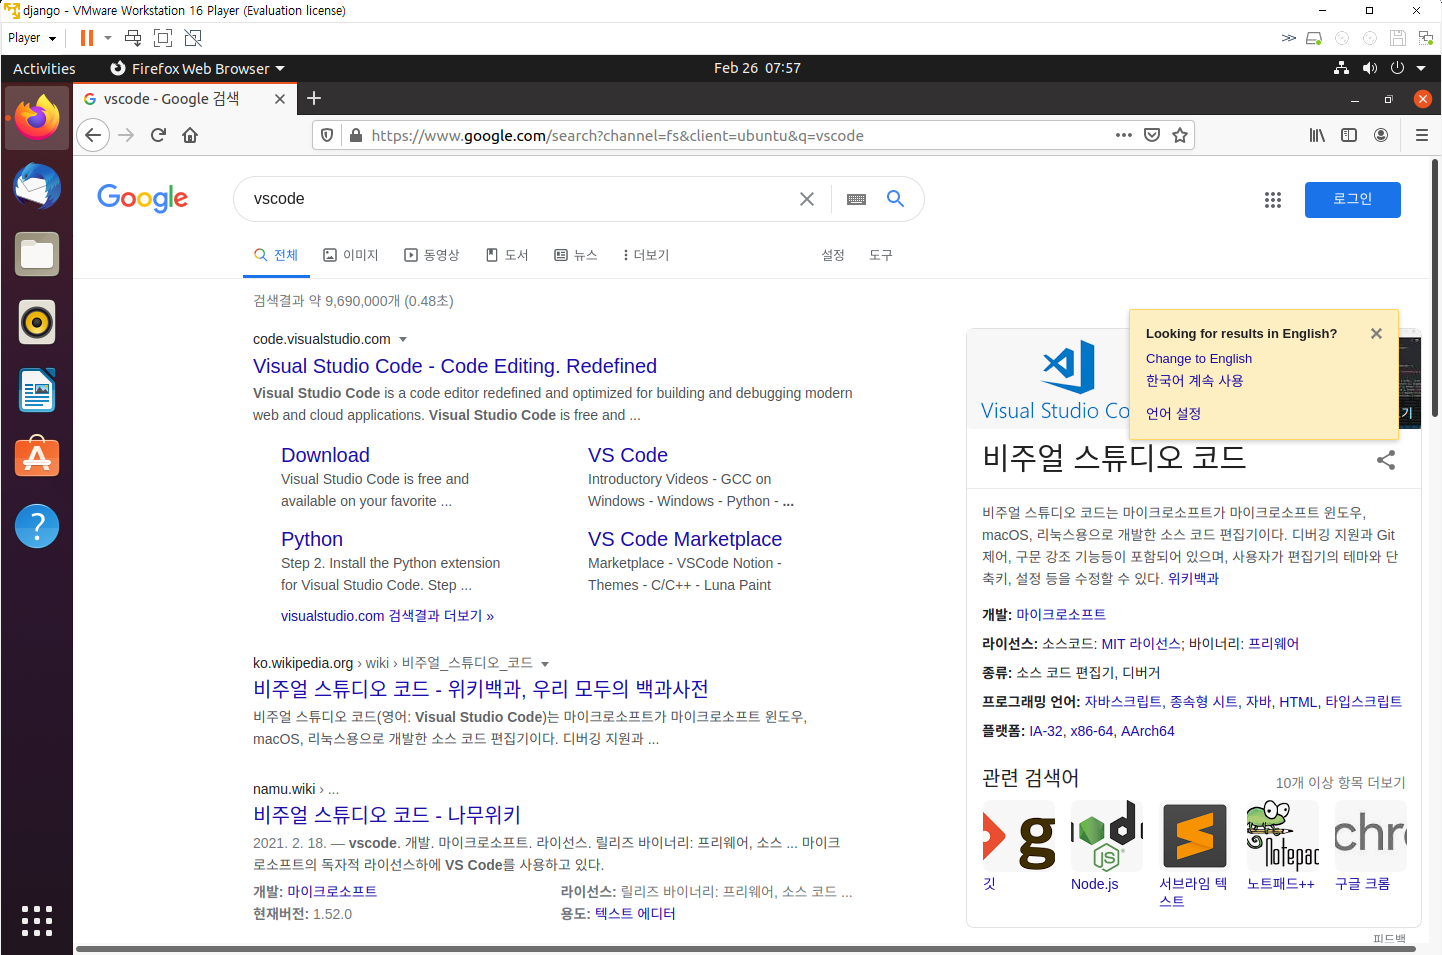 django - VMware Workstation 16 Player (Evaluation license)
Player
Activities
Firefox Web Browser
Feb 26 07:57
vscode - Google 검색
https://www.google.com/search?channel=fs&client=ubuntu&q=vscode
Google
vscode
로그인
전체 이미지 동영상 도서 뉴스 더보기 설정 도구
검색결과 약 9,690,000개 (0.48초)
code.visualstudio.com
Visual Studio Code - Code Editing. Redefined
Visual Studio Code is a code editor redefined and optimized for building and debugging modern
web and cloud applications. Visual Studio Code is free and ...
Download
Visual Studio Code is free and
available on your favorite ...
VS Code
Introductory Videos - GCC on
Windows - Windows - Python - ...
Python
Step 2. Install the Python extension
for Visual Studio Code. Step ...
VS Code Marketplace
Marketplace - VSCode Notion -
Themes - C/C++ - Luna Paint
visualstudio.com 검색결과 더보기 »
ko.wikipedia.org › wiki › 비주얼_스튜디오_코드
비주얼 스튜디오 코드 - 위키백과, 우리 모두의 백과사전
비주얼 스튜디오 코드(영어: Visual Studio Code)는 마이크로소프트가 마이크로소프트 윈도우,
macOS, 리눅스용으로 개발한 소스 코드 편집기이다. 디버깅 지원과 ...
namu.wiki › ...
비주얼 스튜디오 코드 - 나무위키
2021. 2. 18. — vscode. 개발. 마이크로소프트. 라이선스. 릴리즈 바이너리: 프리웨어, 소스 ... 마이크
로소프트의 독자적 라이선스하에 VS Code를 사용하고 있다.
개발: 마이크로소프트
라이선스: 릴리즈 바이너리: 프리웨어, 소스 코드 ...
현재버전: 1.52.0
용도: 텍스트 에디터
Looking for results in English?
Change to English
한국어 계속 사용
언어 설정
Visual Studio Co
기
비주얼 스튜디오 코드
비주얼 스튜디오 코드는 마이크로소프트가 마이크로소프트 윈도우,
macOS, 리눅스용으로 개발한 소스 코드 편집기이다. 디버깅 지원과 Git
제어, 구문 강조 기능등이 포함되어 있으며, 사용자가 편집기의 테마와 단
축키, 설정 등을 수정할 수 있다. 위키백과
개발: 마이크로소프트
라이선스: 소스코드: MIT 라이선스; 바이너리: 프리웨어
종류: 소스 코드 편집기, 디버거
프로그래밍 언어: 자바스크립트, 종속형 시트, 자바, HTML, 타입스크립트
플랫폼: IA-32, x86-64, AArch64
관련 검색어
10개 이상 항목 더보기
g
nod
JS
Notepad
chro
깃
Node.js
서브라임 텍
스트
노트패드++
구글 크롬
피드백